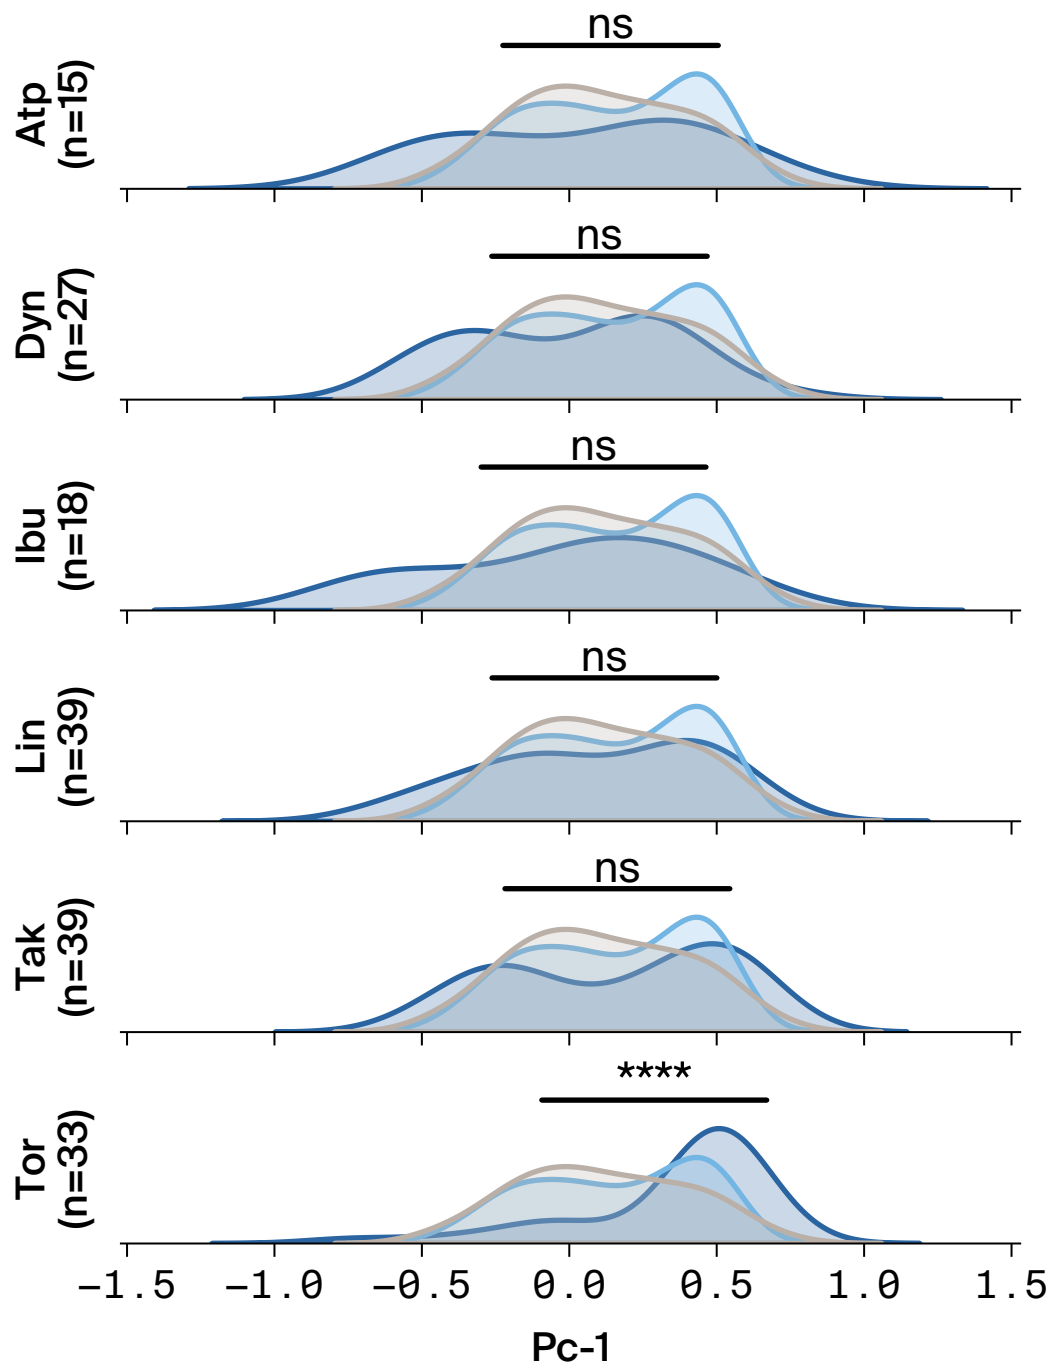 ns
Atp
(n=15)
ns
Dyn
(n=27)
ns
Ibu
(n=18)
ns
Lin
(n=39)
ns
Tak
(n=39)
****
Tor
(n=33)
−1.5 −1.0 −0.5 0.0 0.5 1.0 1.5
Pc-1